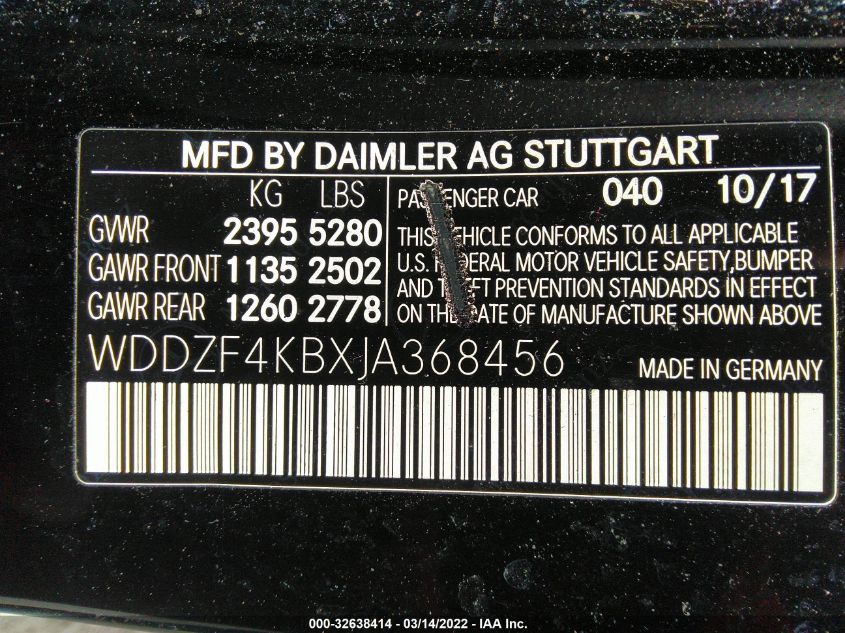 MFD BY DAIMLER AG STUTTGART
KG LBS
GVWR 2395 5280
GAWR FRONT 1135 2502
GAWR REAR 1260 2778
CAR 040 10/17
CONFORMS TO ALL APPLICABLE
U.S. MOTOR VEHICLE SAFETY,BUMPER
AND PREVENTION STANDARDS IN EFFECT
ON OF MANUFACTURE SHOWN ABOVE
WDDZF4KBXJA368456 MADE IN GERMANY
000-32638414 - 03/14/2022 - IAA Inc.